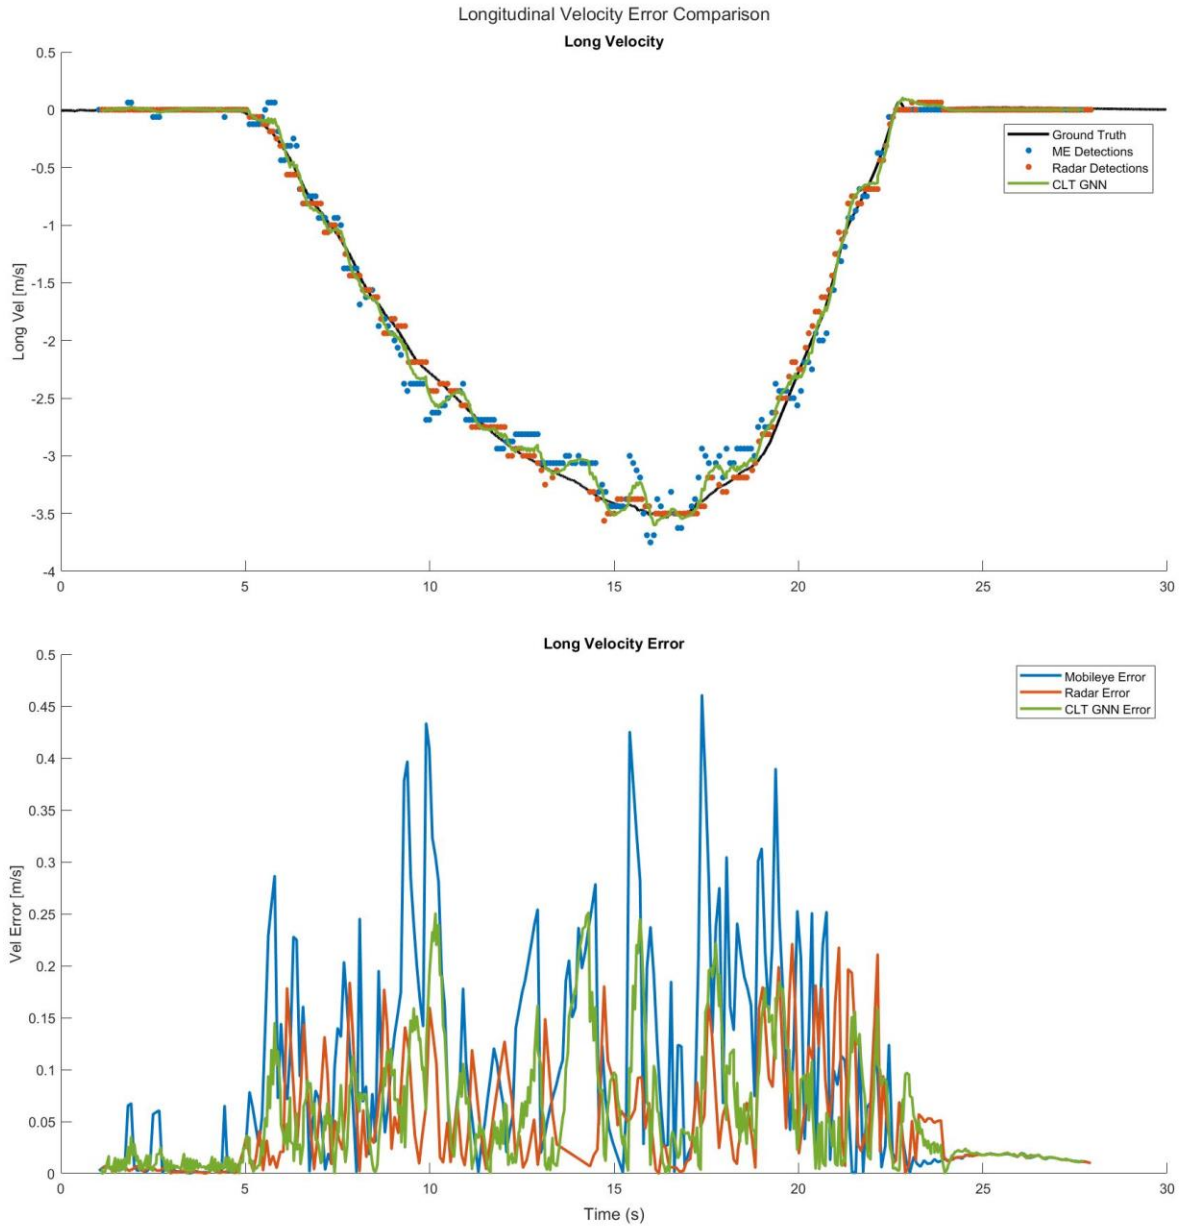 Longitudinal Velocity Error Comparison
Long Velocity
0.5
0
-0.5
-1
-1.5
-2
-2.5
-3
-3.5
-4
Long Vel [m/s]
Ground Truth
ME Detections
Radar Detections
CLT GNN
0 5 10 15 20 25 30
Long Velocity Error
0.5
0.45
0.4
0.35
0.3
0.25
0.2
0.15
0.1
0.05
0
Vel Error [m/s]
Mobileye Error
Radar Error
CLT GNN Error
0 5 10 15 20 25 30
Time (s)